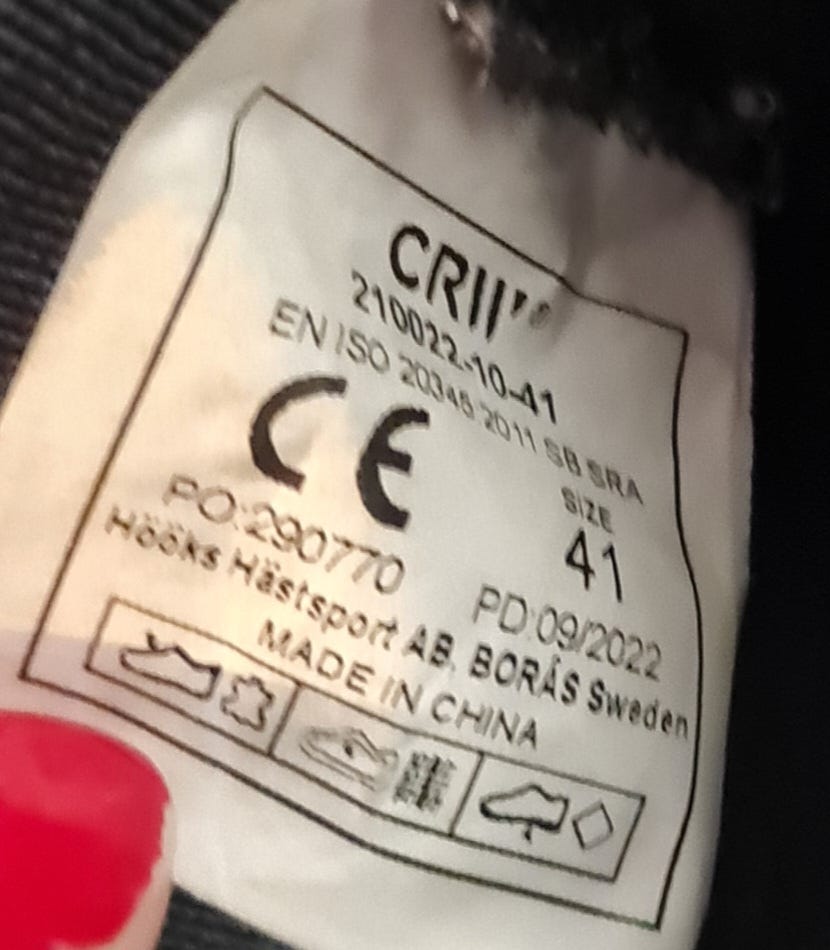 210022-10-41
EN ISO 20345:2011 SB SRA
CE
SIZE
41
PO:290770
PD:09/2022
Hööks Hästsport AB, BORÅS Sweden
MADE IN CHINA